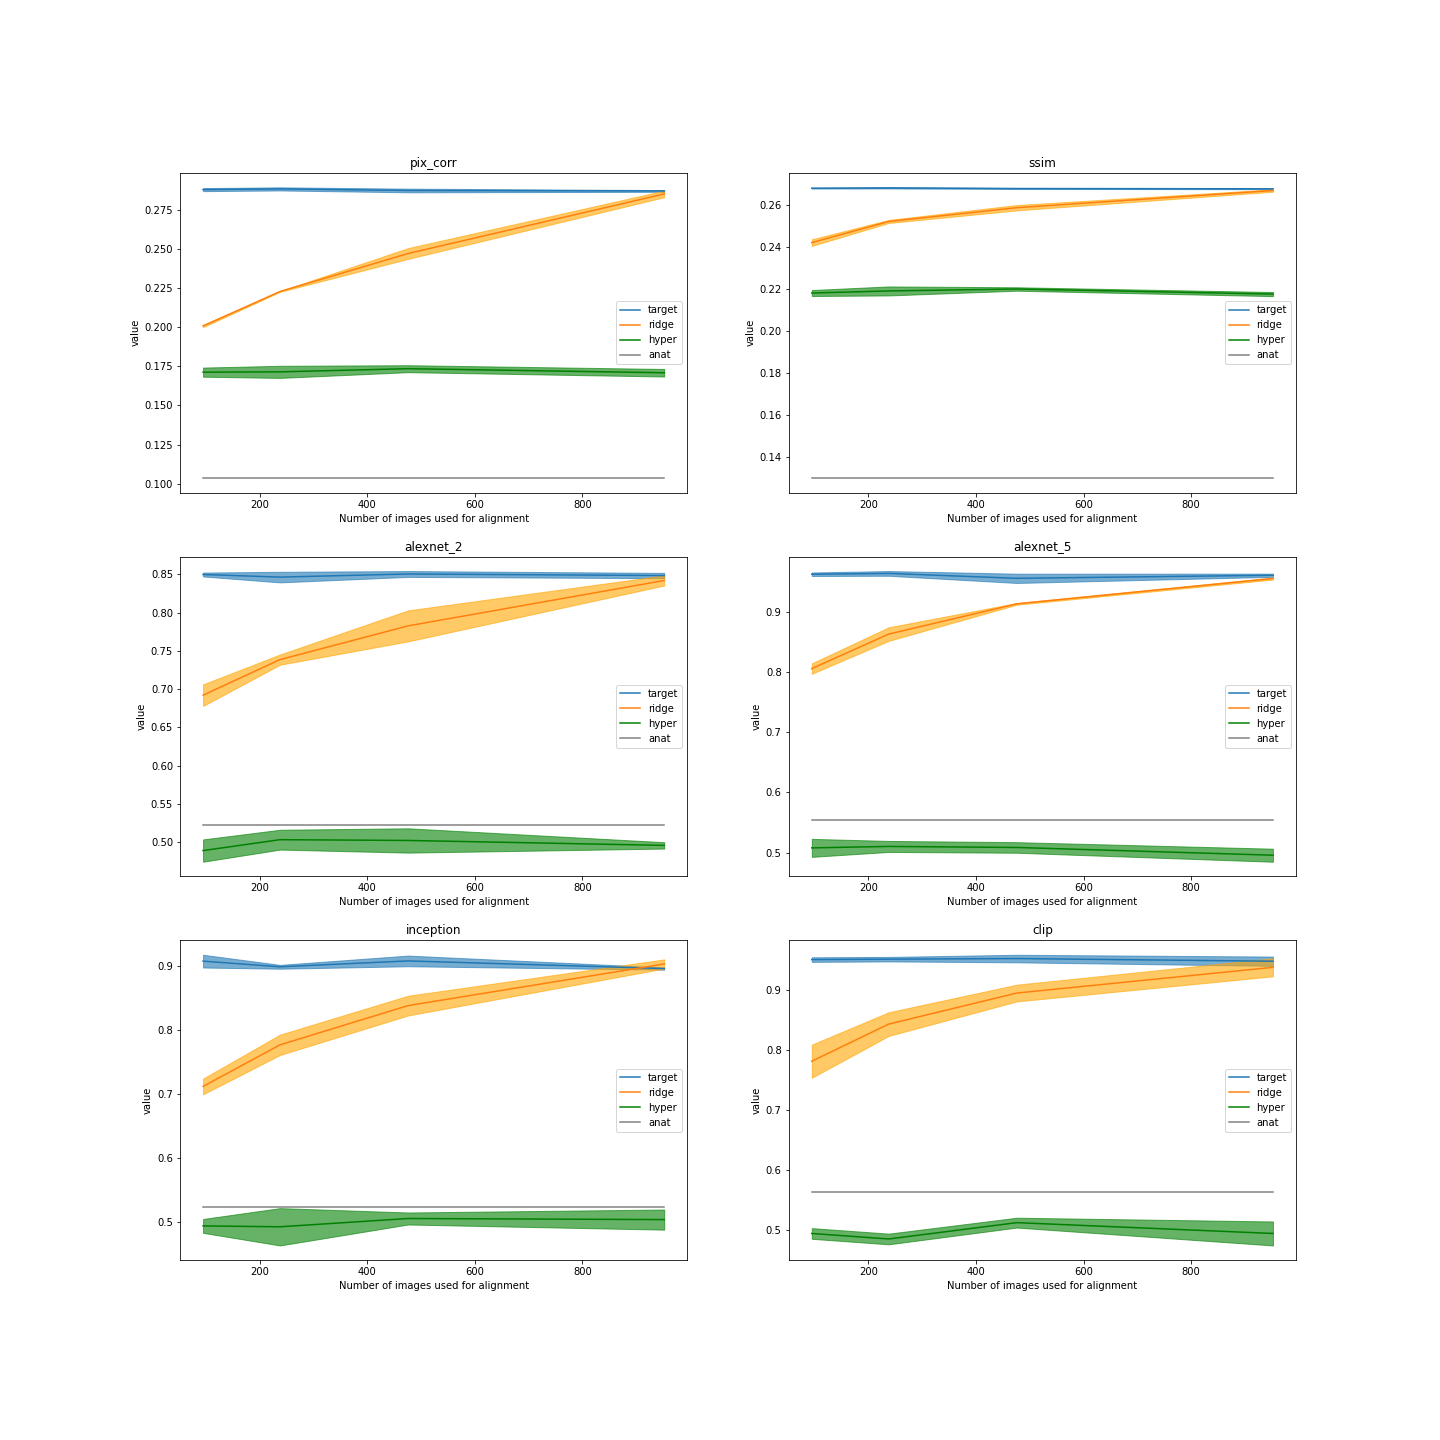 pix_corr
0.275
0.250
0.225
0.200
0.175
0.150
0.125
0.100
value
target
ridge
hyper
anat
200 400 600 800
Number of images used for alignment
ssim
0.26
0.24
0.22
0.20
0.18
0.16
0.14
value
target
ridge
hyper
anat
200 400 600 800
Number of images used for alignment
alexnet_2
0.85
0.80
0.75
0.70
0.65
0.60
0.55
0.50
value
target
ridge
hyper
anat
200 400 600 800
Number of images used for alignment
alexnet_5
0.9
0.8
0.7
0.6
0.5
value
target
ridge
hyper
anat
200 400 600 800
Number of images used for alignment
inception
0.9
0.8
0.7
0.6
0.5
value
target
ridge
hyper
anat
200 400 600 800
Number of images used for alignment
clip
0.9
0.8
0.7
0.6
0.5
value
target
ridge
hyper
anat
200 400 600 800
Number of images used for alignment